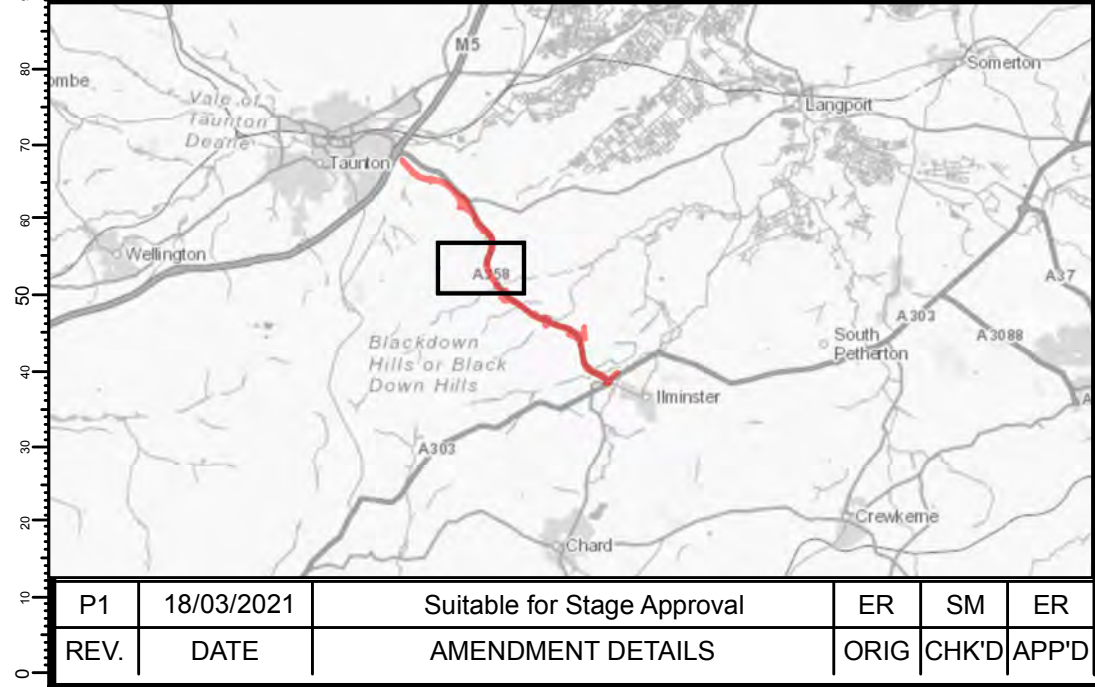 80
70
60
50
40
30
20
10
0
M5
Somerton
ombe
Vale of
Taunton
Deane
Langport
Taunton
Wellington
A358
A37
A303
A3088
South
Petherton
Blackdown
Hills or Black
Down Hills
Ilminster
A303
Crewkerne
Chard
P1 18/03/2021 Suitable for Stage Approval ER SM ER
REV. DATE AMENDMENT DETAILS ORIG CHK'D APP'D